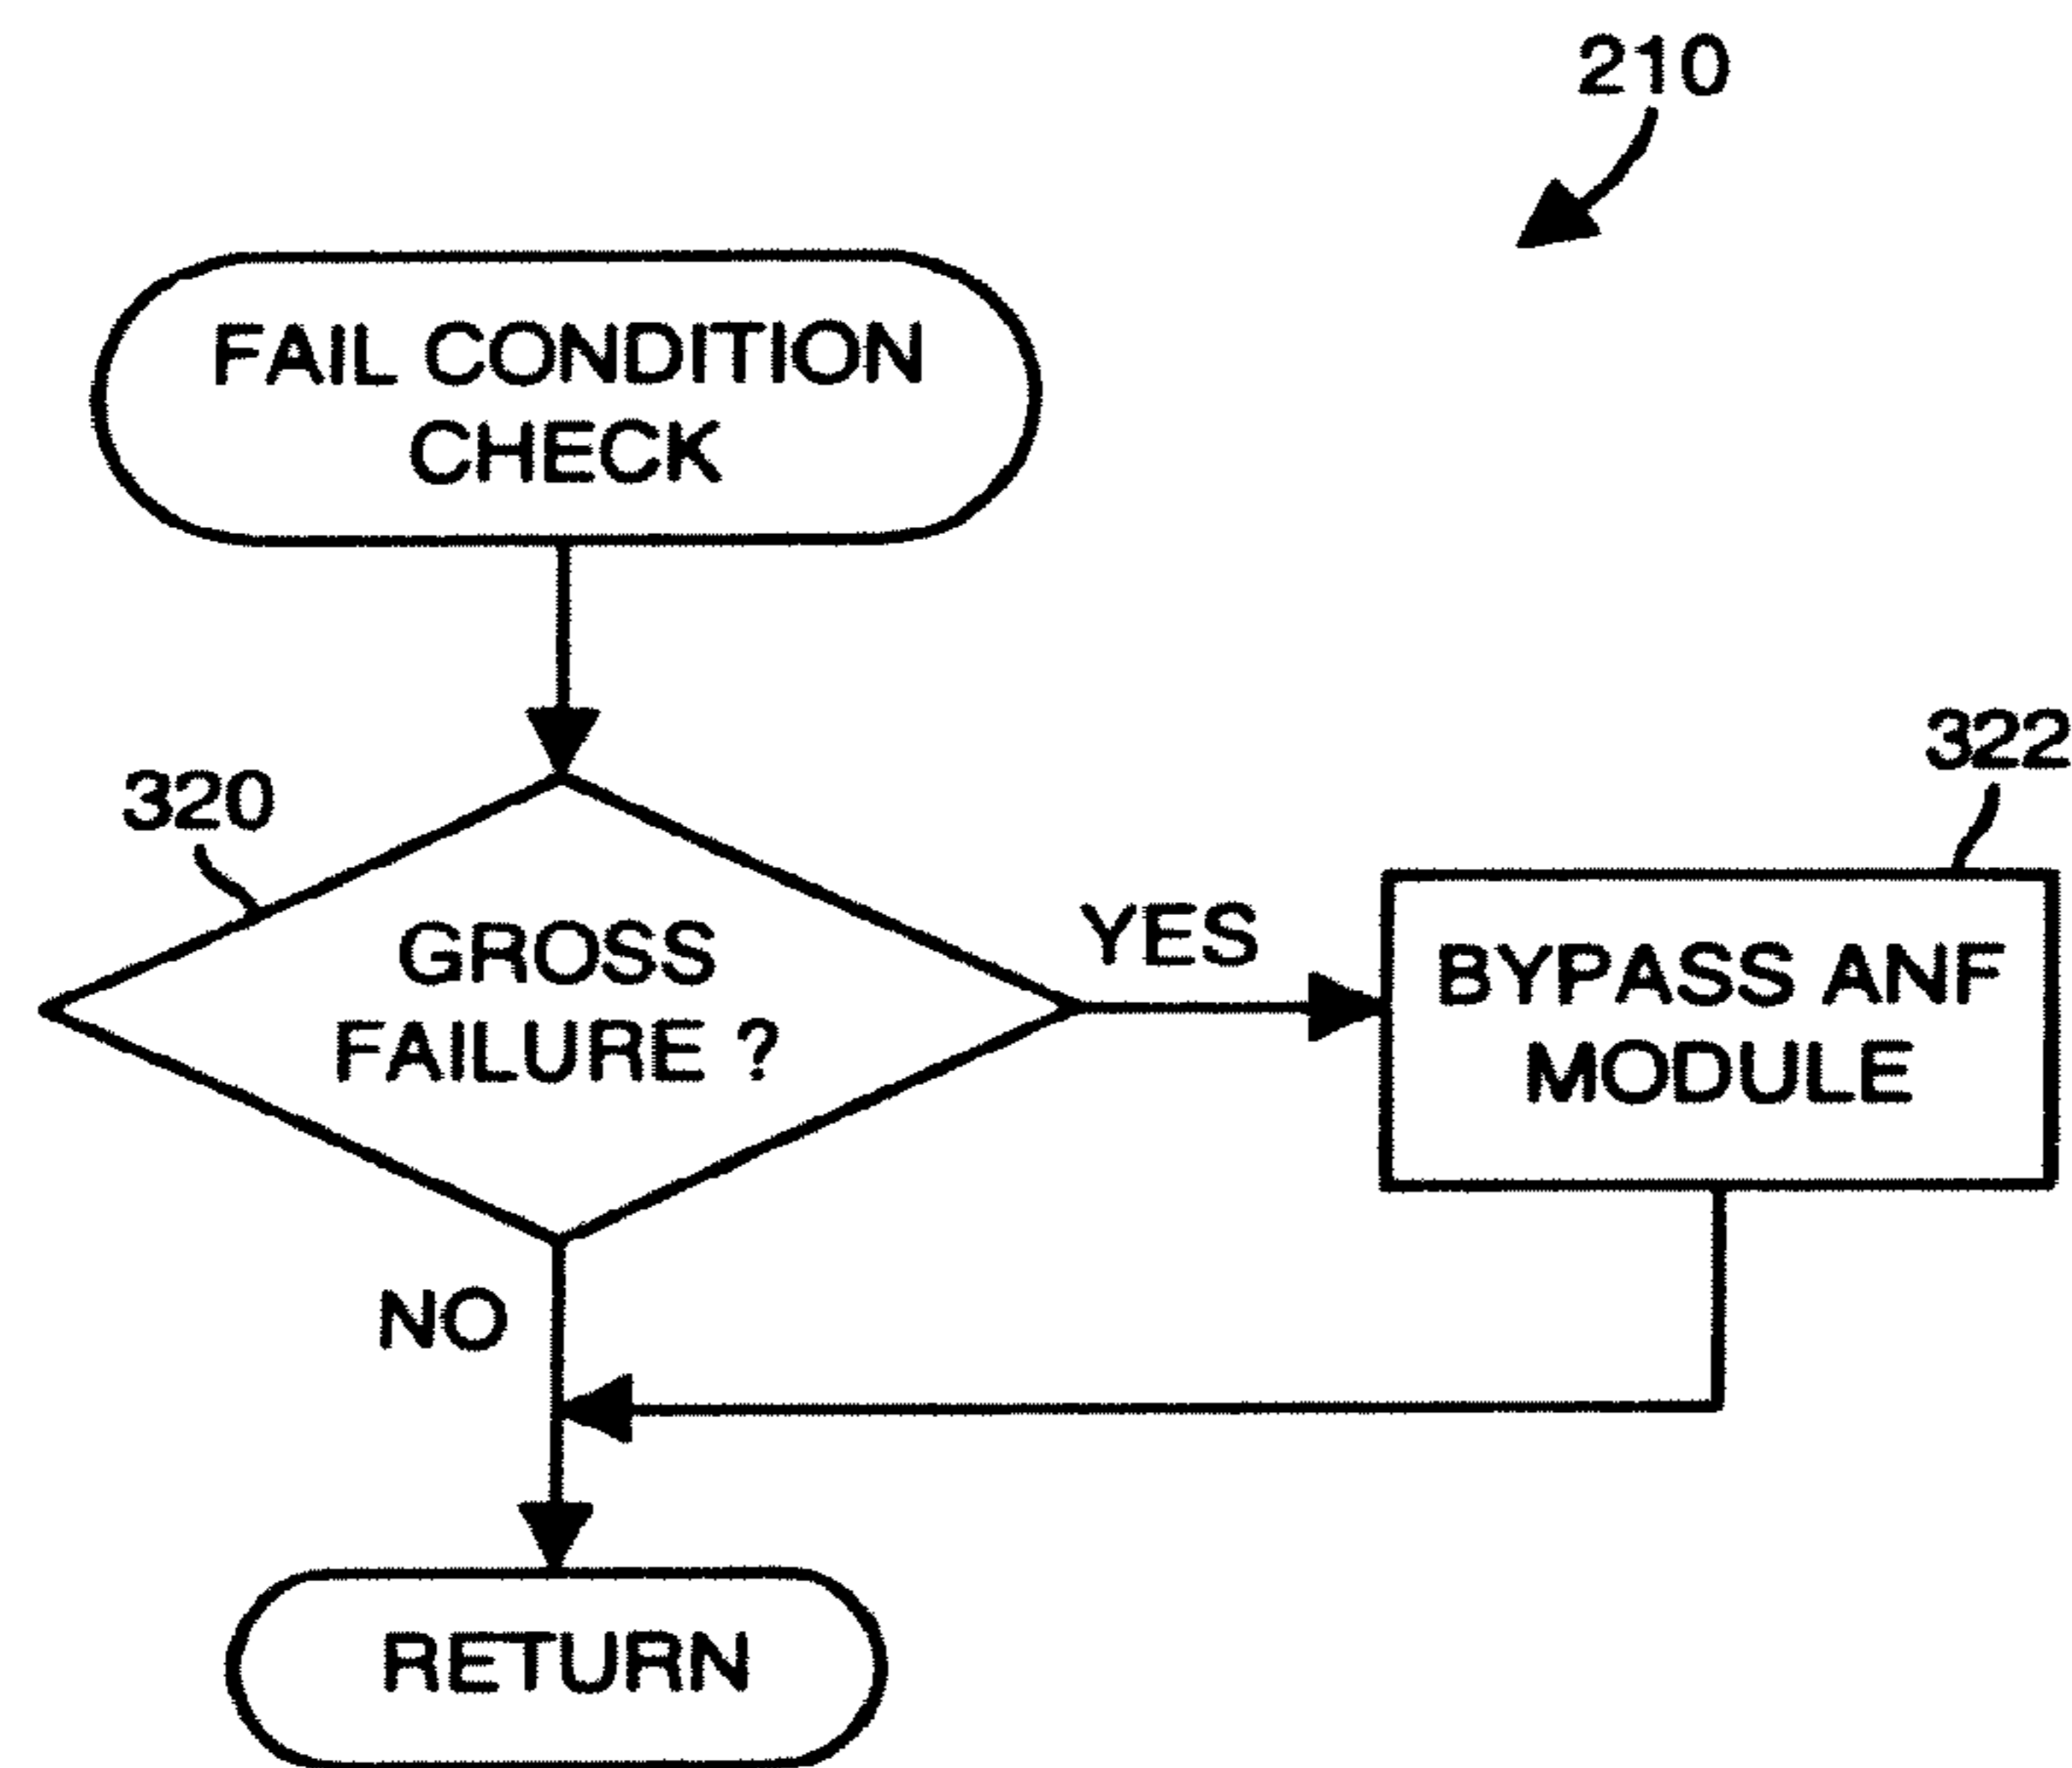 210
FAIL CONDITION
CHECK
320
322
GROSS
FAILURE ?
YES
BYPASS ANF
MODULE
NO
RETURN